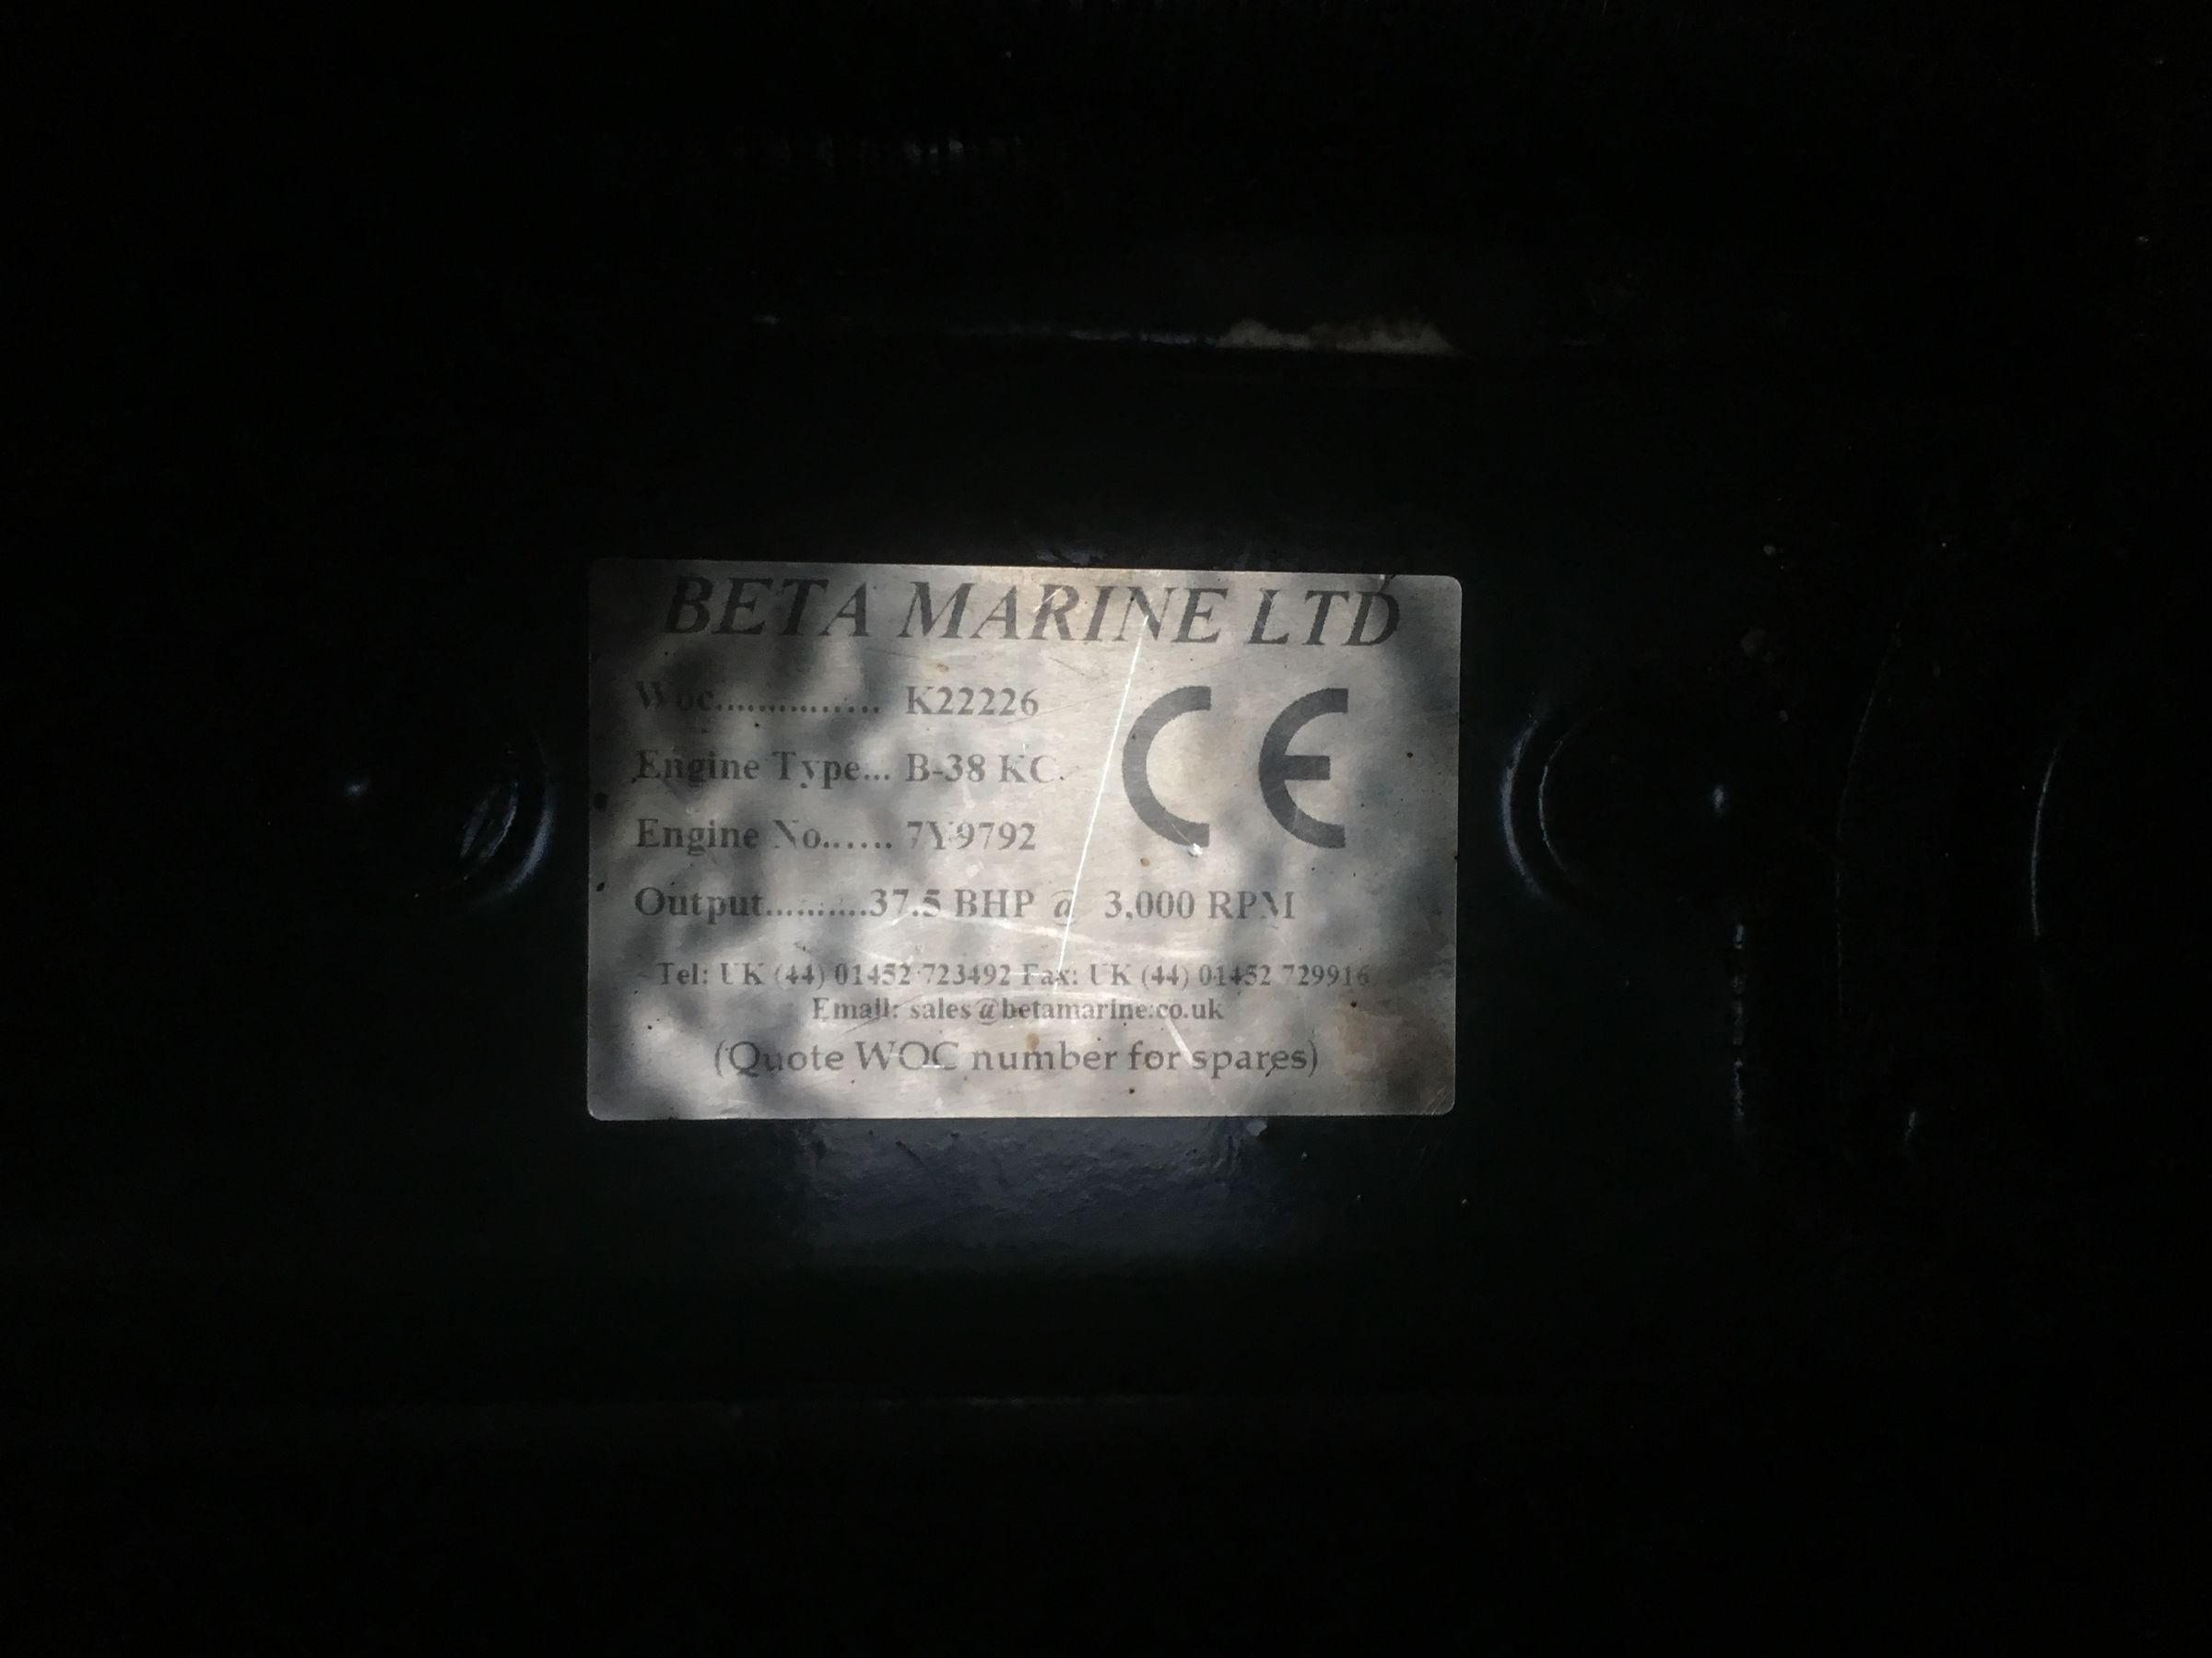 BETA MARINE LTD
Woc............... K22226
Engine Type... B-38 KC.
Engine No...... 7Y9792
CE
Output..........37.5 BHP @ 3,000 RPM
Tel: UK (44) 01452 723492 Fax: UK (44) 01452 729916
Email: sales@betamarine.co.uk
(Quote WOC number for spares)